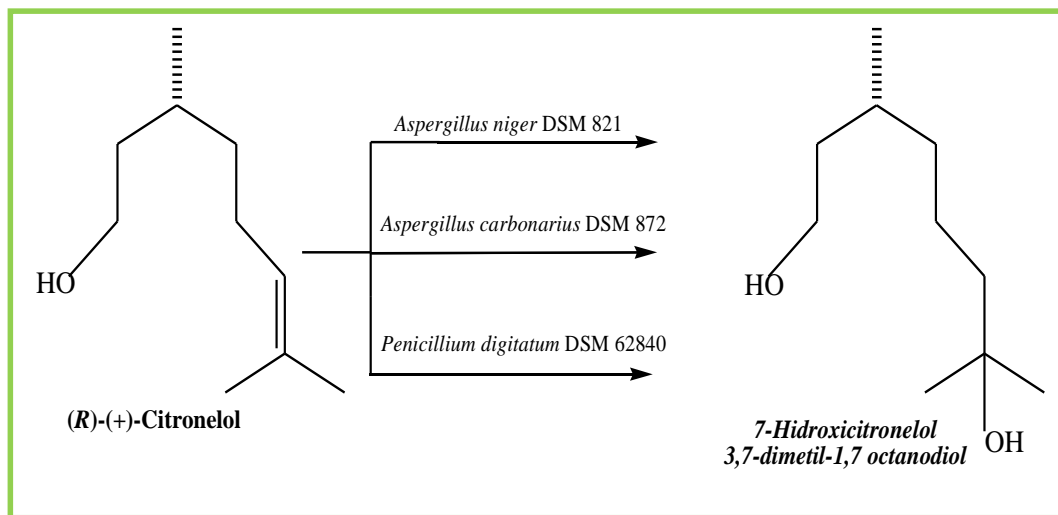 Aspergillus niger DSM 821
Aspergillus carbonarius DSM 872
HO
HO
Penicillium digitatum DSM 62840
(R)-(+)-Citronelol
7-Hidroxicitronelol
OH
3,7-dimetil-1,7 octanodiol